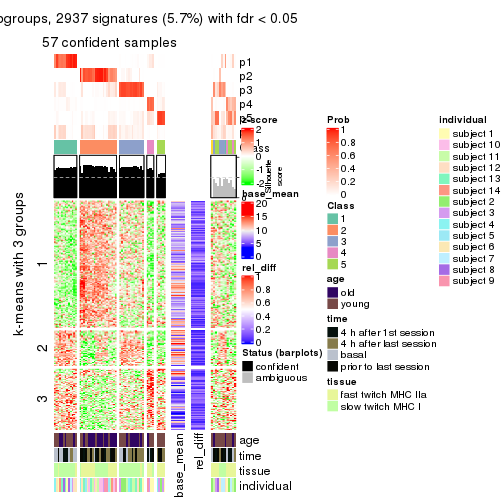 ogroups, 2937 signatures (5.7%) with fdr < 0.05
57 confident samples
p1
p2
p3
p4
p5
k-means with 3 groups
1
2
3
base_mean
rel_diff
age
time
tissue
individual
z-score
2
1
0
-1
-2
Silhouette
score
base_mean
20
15
10
5
0
rel_diff
1
0.8
0.6
0.4
0.2
0
Status (barplots)
confident
ambiguous
Prob
1
0.8
0.6
0.4
0.2
0
Class
1
2
3
4
5
age
old
young
time
4 h after 1st session
4 h after last session
basal
prior to last session
tissue
fast twitch MHC IIa
slow twitch MHC I
individual
subject 1
subject 10
subject 11
subject 12
subject 13
subject 14
subject 2
subject 3
subject 4
subject 5
subject 6
subject 7
subject 8
subject 9